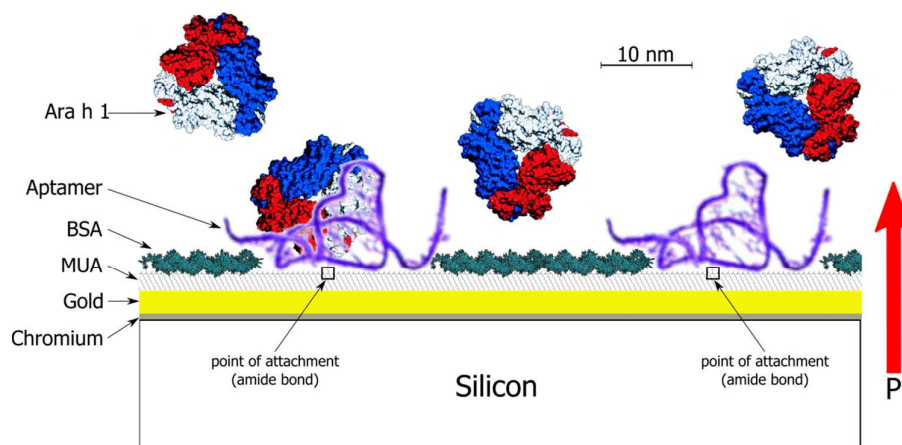 10 nm
Ara h 1
Aptamer
BSA
MUA
Gold
Chromium
point of attachment
(amide bond)
point of attachment
(amide bond)
Silicon
P